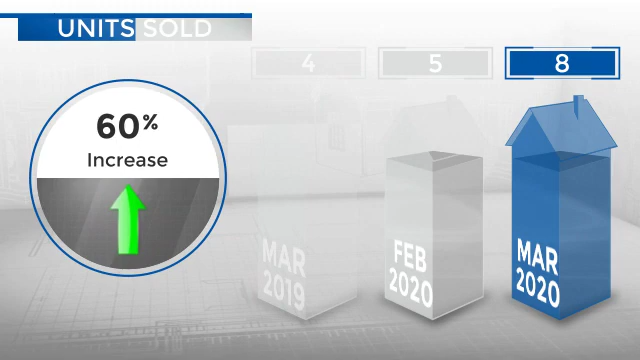 UNITS SOLD
4
5
8
60%
Increase
MAR
2019
FEB
2020
MAR
2020